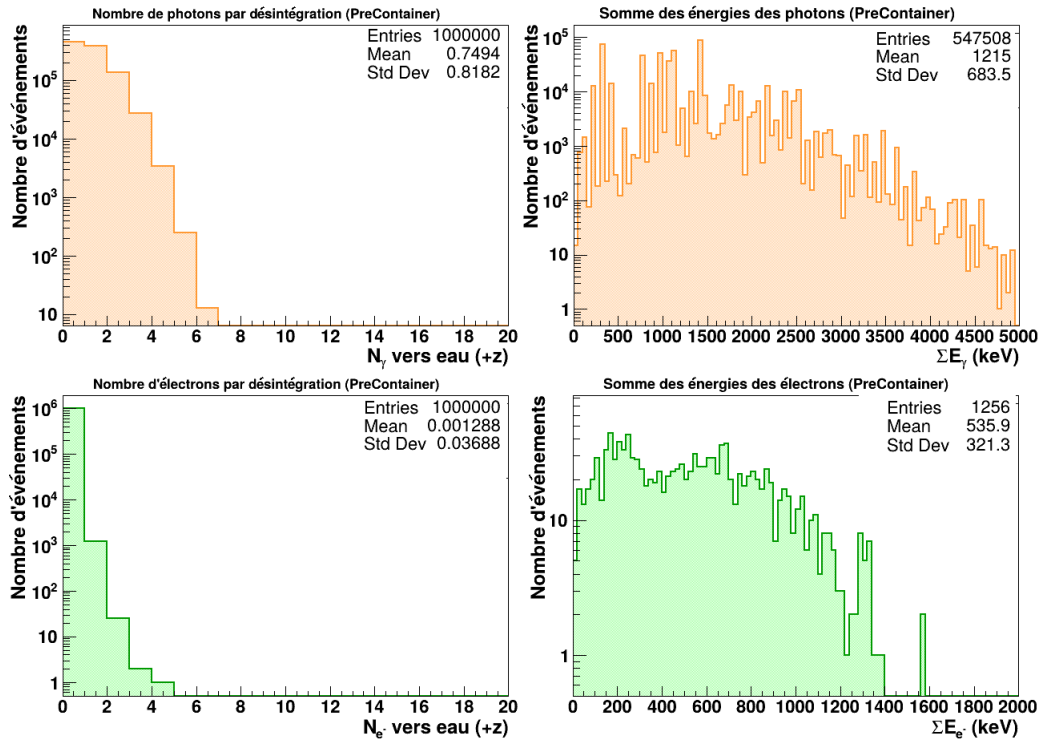 Nombre de photons par désintégration (PreContainer)
Entries 1000000
Mean 0.7494
Std Dev 0.8182
Nombre d'événements
10⁵
10⁴
10³
10²
10
0 2 4 6 8 10 12 14 16 18 20
Nγ vers eau (+z)
Somme des énergies des photons (PreContainer)
Entries 547508
Mean 1215
Std Dev 683.5
Nombre d'événements
10⁵
10⁴
10³
10²
10
1
0 500 1000 1500 2000 2500 3000 3500 4000 4500 5000
ΣEγ (keV)
Nombre d'électrons par désintégration (PreContainer)
Entries 1000000
Mean 0.001288
Std Dev 0.03688
Nombre d'événements
10⁶
10⁵
10⁴
10³
10²
10
1
0 2 4 6 8 10 12 14 16 18 20
Ne⁻ vers eau (+z)
Somme des énergies des électrons (PreContainer)
Entries 1256
Mean 535.9
Std Dev 321.3
Nombre d'événements
10
1
0 200 400 600 800 1000 1200 1400 1600 1800 2000
ΣEe⁻ (keV)